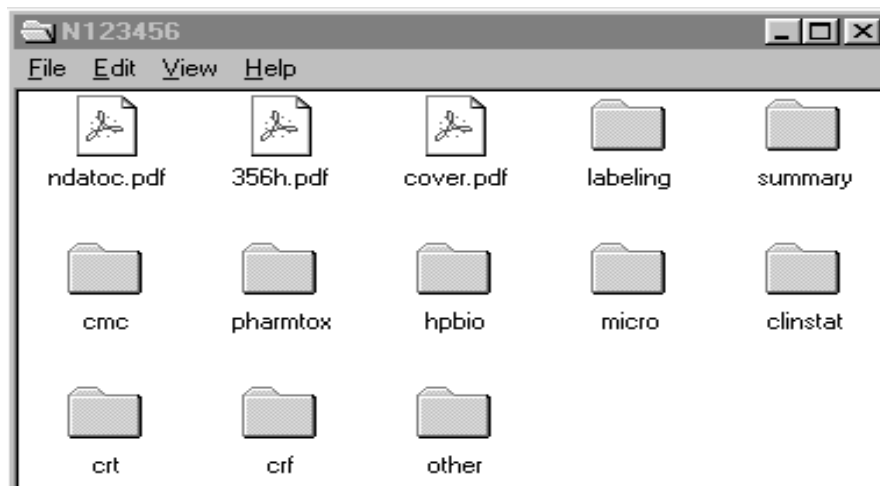 N123456
File Edit View Help
ndatoc.pdf 356h.pdf cover.pdf labeling summary
cmc pharmtox hpbio micro clinstat
crt crf other